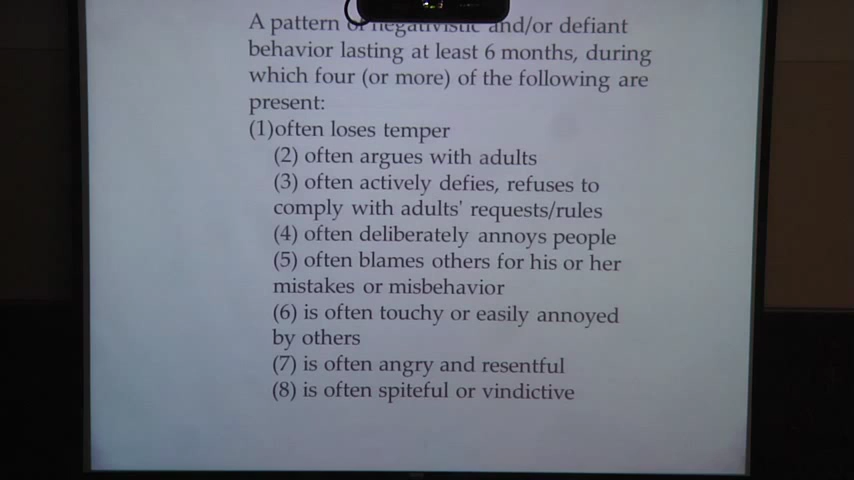 A pattern of negativistic and/or defiant
behavior lasting at least 6 months, during
which four (or more) of the following are
present:
(1)often loses temper
(2) often argues with adults
(3) often actively defies, refuses to
comply with adults' requests/rules
(4) often deliberately annoys people
(5) often blames others for his or her
mistakes or misbehavior
(6) is often touchy or easily annoyed
by others
(7) is often angry and resentful
(8) is often spiteful or vindictive